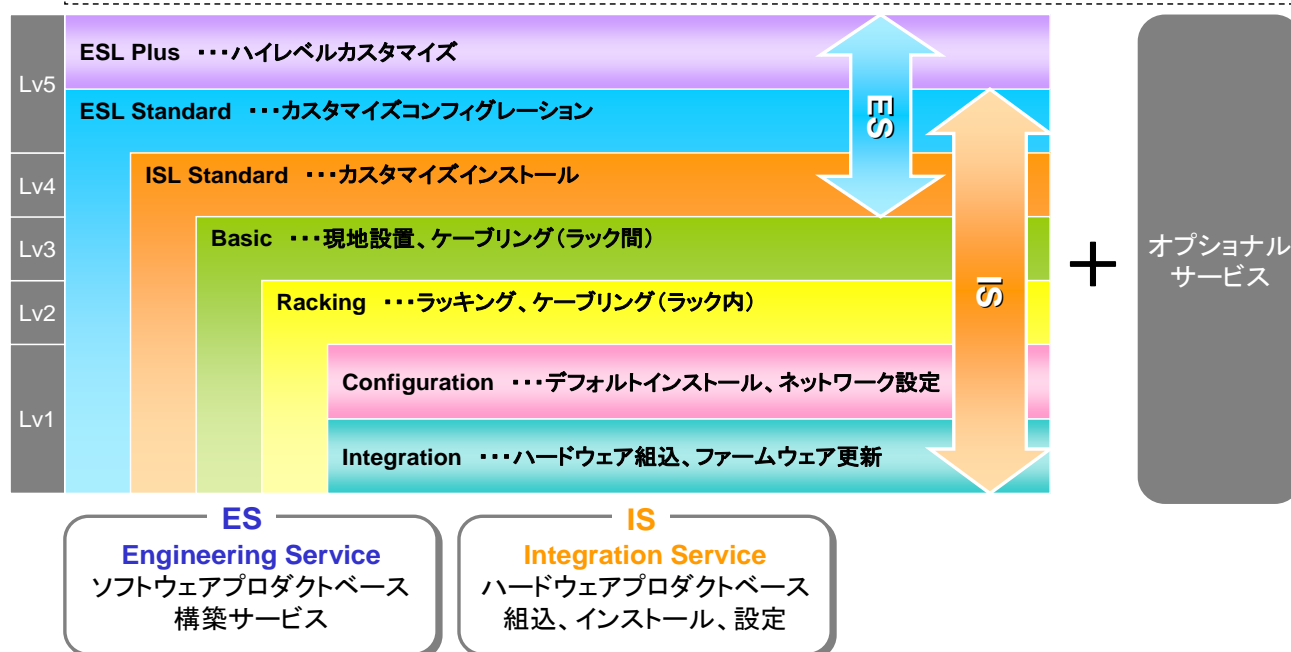 Lv5
ESL Plus ・・・ハイレベルカスタマイズ
ESL Standard ・・・カスタマイズコンフィグレーション
Lv4
ISL Standard ・・・カスタマイズインストール
Lv3
Basic ・・・現地設置、ケーブリング（ラック間）
Lv2
Racking ・・・ラッキング、ケーブリング（ラック内）
Lv1
Configuration ・・・デフォルトインストール、ネットワーク設定
Integration ・・・ハードウェア組込、ファームウェア更新
ES
IS
＋
オプショナル
サービス
ES
Engineering Service
ソフトウェアプロダクトベース
構築サービス
IS
Integration Service
ハードウェアプロダクトベース
組込、インストール、設定